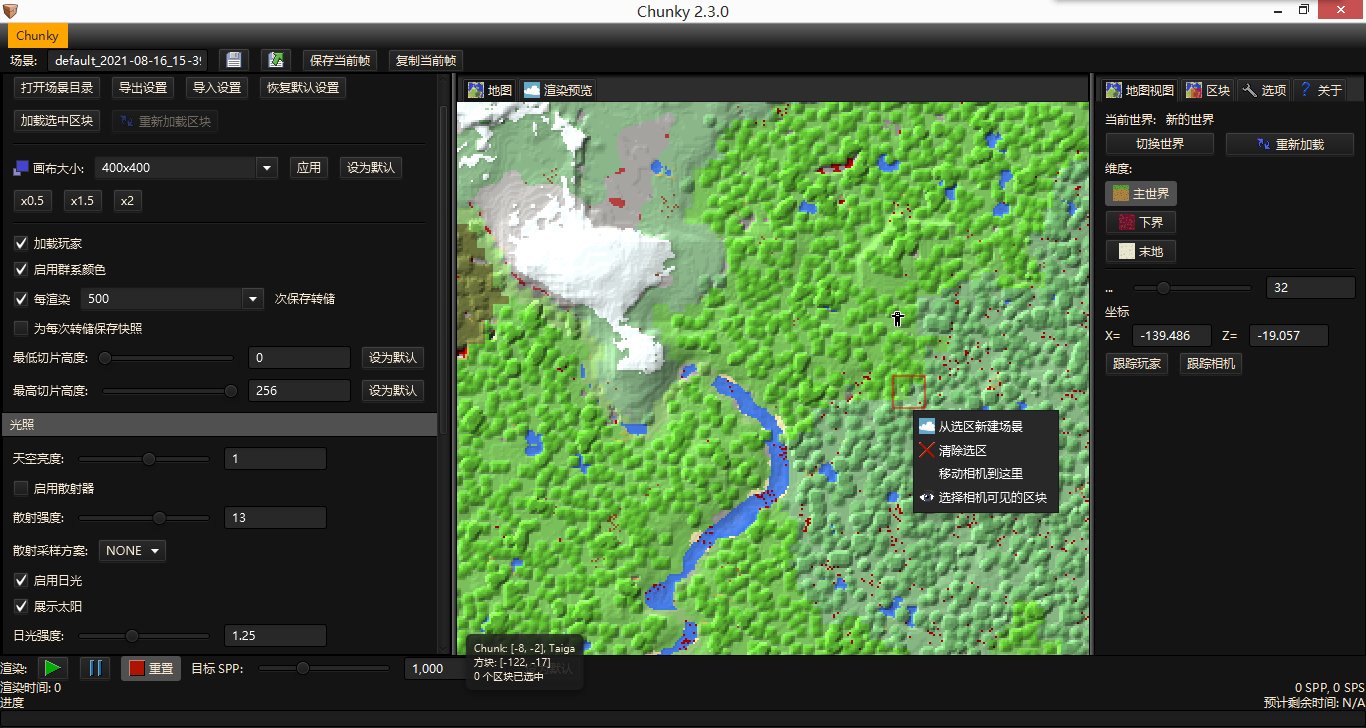 Chunky 2.3.0
Chunky
场景: default_2021-08-16_15-39 保存当前帧 复制当前帧
打开场景目录 导出设置 导入设置 恢复默认设置
加载选中区块 重新加载区块
画布大小: 400x400 应用 设为默认
x0.5 x1.5 x2
加载玩家
启用群系颜色
每渲染 500 次保存转储
为每次转储保存快照
最低切片高度: 0 设为默认
最高切片高度: 256 设为默认
光照
天空亮度: 1
启用散射器
散射强度: 13
散射采样方案: NONE
启用日光
展示太阳
日光强度: 1.25
地图 渲染预览
从选区新建场景
清除选区
移动相机到这里
选择相机可见的区块
Chunk: [-8, -2], Taiga
方块: [-122, -17]
0 个区块已选中
地图视图 区块 选项 ? 关于
当前世界: 新的世界
切换世界 重新加载
维度:
主世界
下界
末地
... 32
坐标
X= -139.486 Z= -19.057
跟踪玩家 跟踪相机
渲染: 重置 目标 SPP: 1,000
渲染时间: 0 0 SPP, 0 SPS
进度 预计剩余时间: N/A